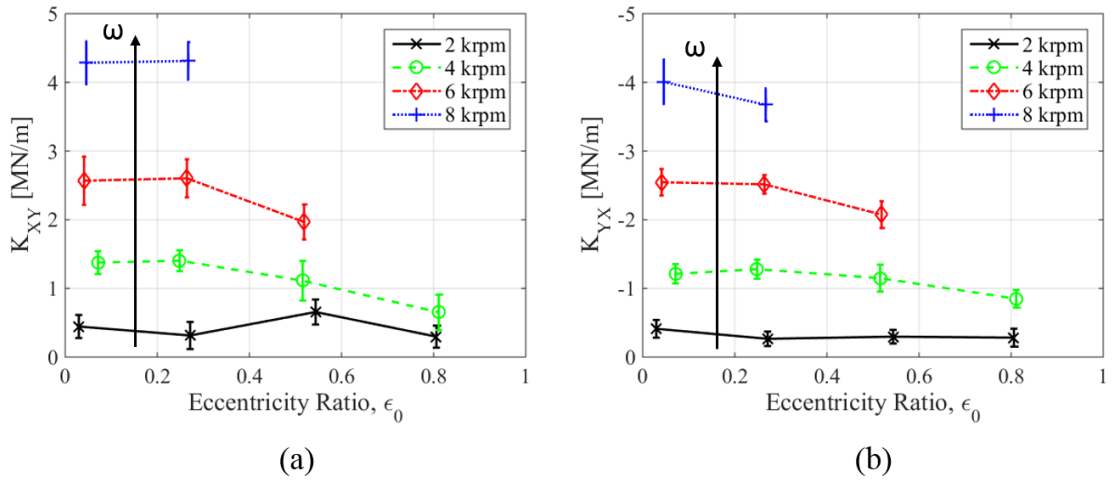 5
4
3
2
1
0
K_XY [MN/m]
ω
2 krpm
4 krpm
6 krpm
8 krpm
0 0.2 0.4 0.6 0.8 1
Eccentricity Ratio, ϵ_0
(a)
-5
-4
-3
-2
-1
0
K_YX [MN/m]
ω
2 krpm
4 krpm
6 krpm
8 krpm
0 0.2 0.4 0.6 0.8 1
Eccentricity Ratio, ϵ_0
(b)